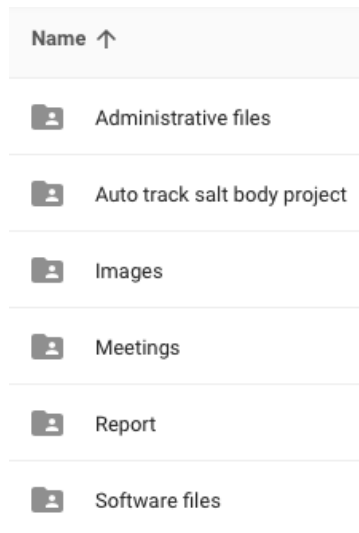 Name ↑
Administrative files
Auto track salt body project
Images
Meetings
Report
Software files